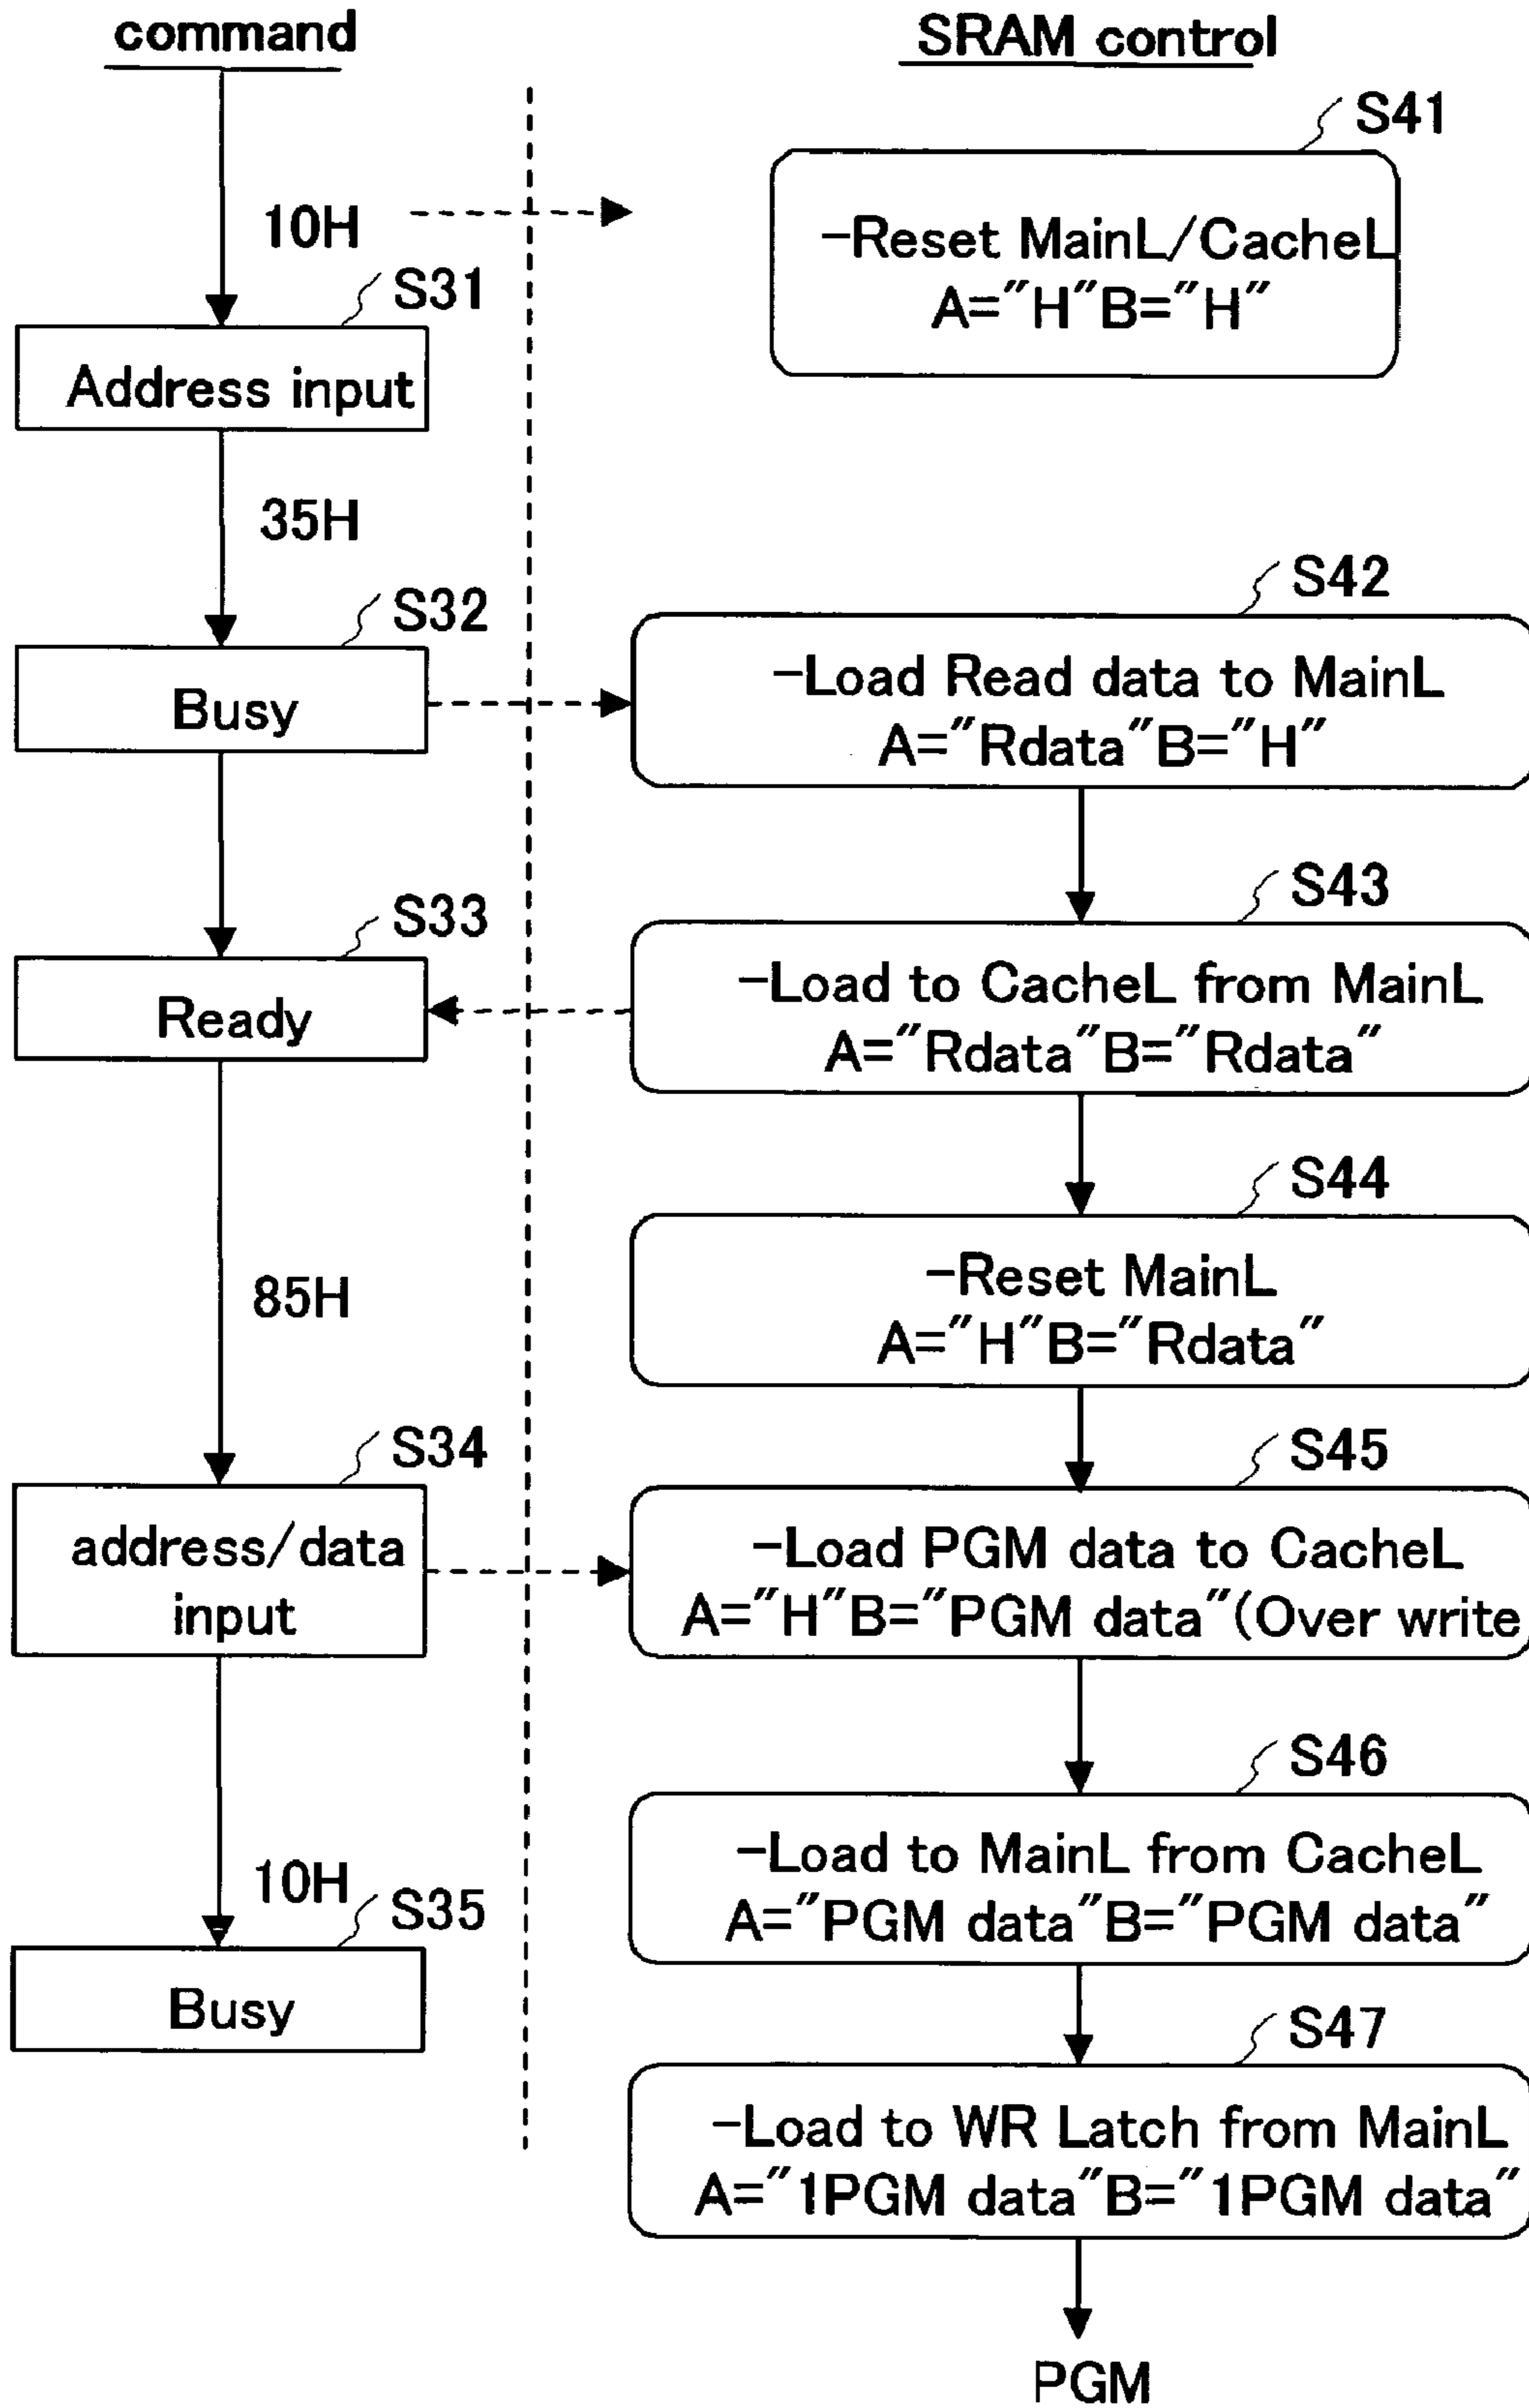 command
SRAM control
S41
10H
-Reset MainL/CacheL
A="H"B="H"
S31
Address input
35H
S42
S32
-Load Read data to MainL
A="Rdata"B="H"
Busy
S43
S33
-Load to CacheL from MainL
A="Rdata"B="Rdata"
Ready
S44
-Reset MainL
A="H"B="Rdata"
85H
S45
S34
-Load PGM data to CacheL
A="H"B="PGM data"(Over write
address/data
input
S46
-Load to MainL from CacheL
A="PGM data"B="PGM data"
10H
S35
Busy
S47
-Load to WR Latch from MainL
A="1PGM data"B="1PGM data"
PGM